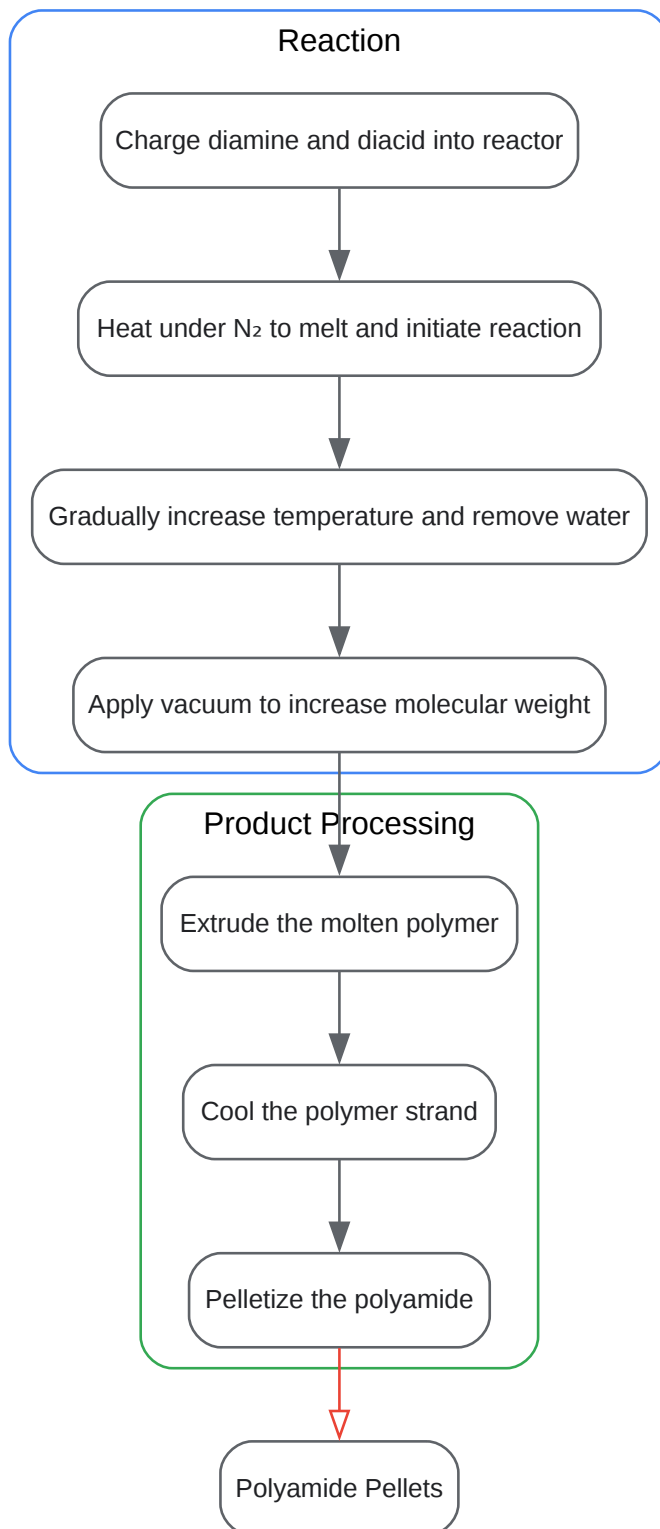 Reaction
Charge diamine and diacid into reactor
Heat under N₂ to melt and initiate reaction
Gradually increase temperature and remove water
Apply vacuum to increase molecular weight
Product Processing
Extrude the molten polymer
Cool the polymer strand
Pelletize the polyamide
Polyamide Pellets